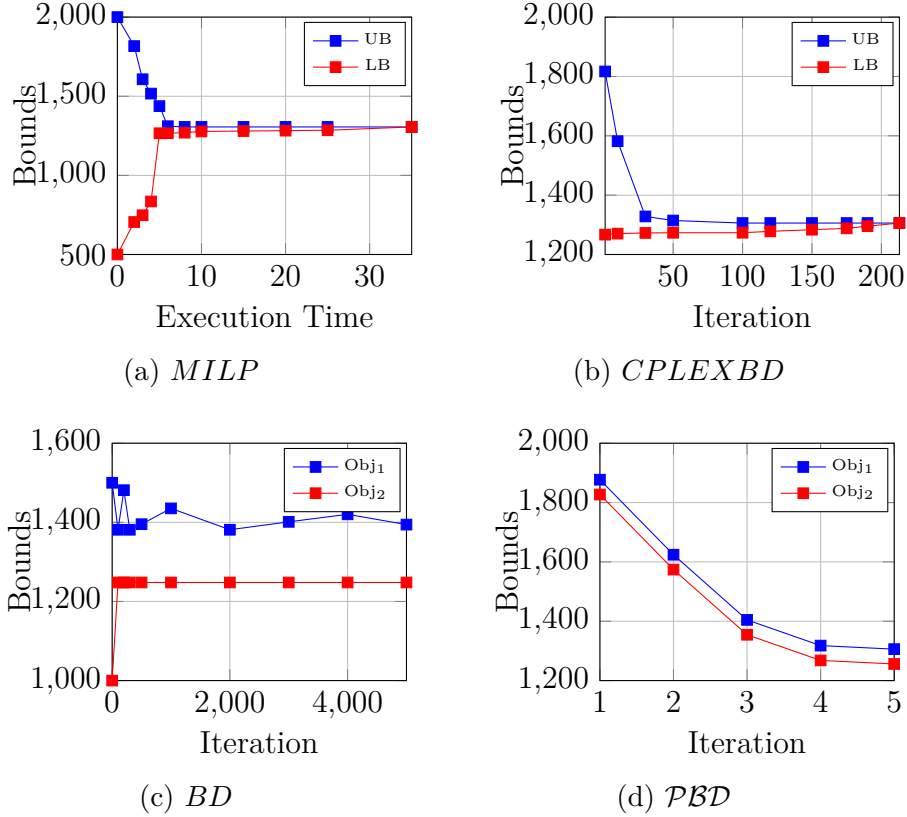 2,000
1,500
1,000
500
0
10
20
30
Bounds
Execution Time
UB
LB
(a) MILP
2,000
1,800
1,600
1,400
1,200
50
100
150
200
Bounds
Iteration
UB
LB
(b) CPLEXBD
1,600
1,400
1,200
1,000
0
2,000
4,000
Bounds
Iteration
Obj₁
Obj₂
(c) BD
2,000
1,800
1,600
1,400
1,200
1
2
3
4
5
Bounds
Iteration
Obj₁
Obj₂
(d) 𝒫ℬ𝒟